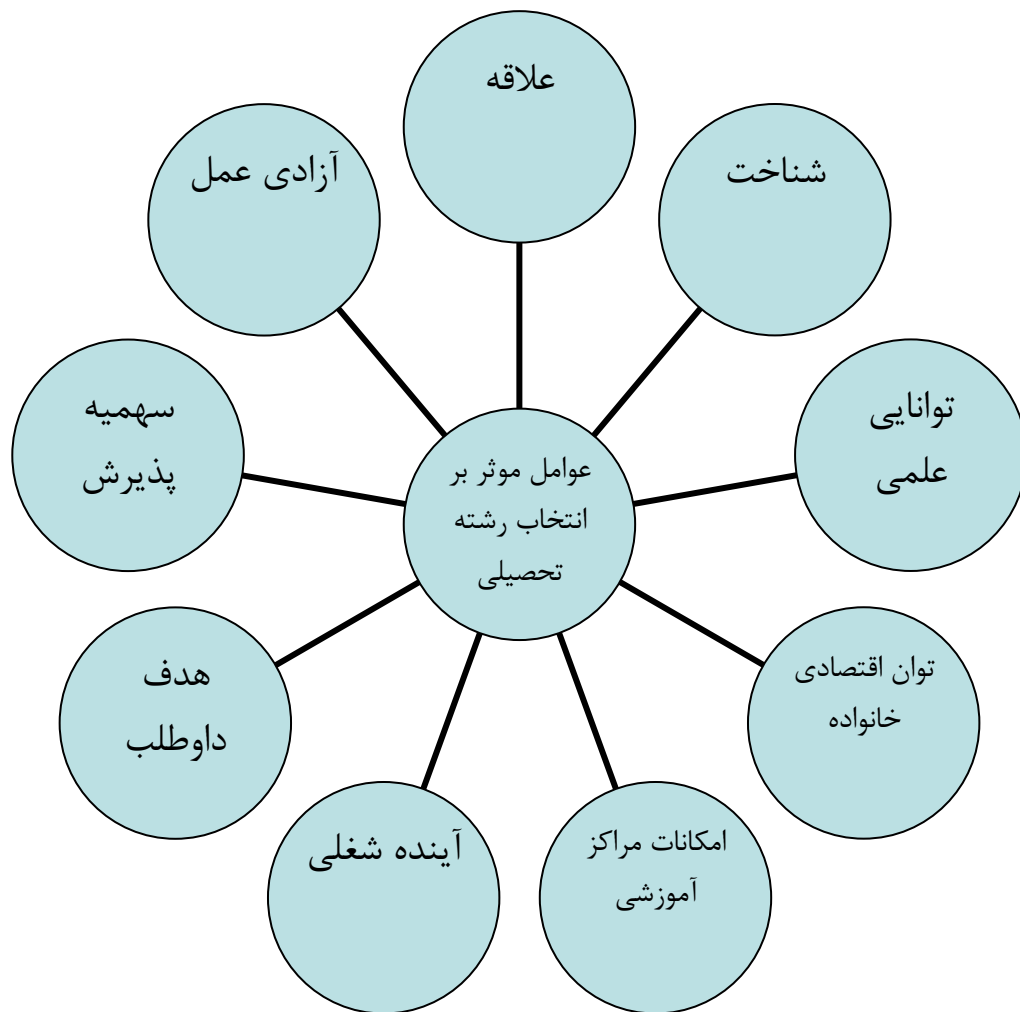 علاقه
شناخت
توانایی
علمی
توان اقتصادی
خانواده
امکانات مراکز
آموزشی
آینده شغلی
هدف
داوطلب
سهمیه
پذیرش
آزادی عمل
عوامل موثر بر
انتخاب رشته
تحصیلی